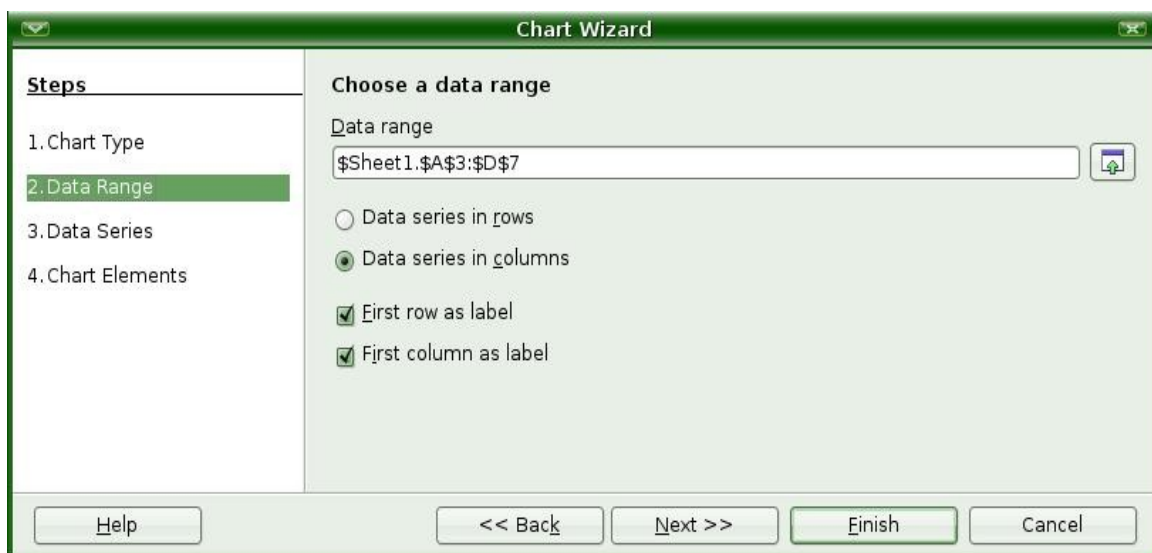 Chart Wizard
Steps
1. Chart Type
2. Data Range
3. Data Series
4. Chart Elements
Choose a data range
Data range
$Sheet1.$A$3:$D$7
Data series in rows
Data series in columns
First row as label
First column as label
Help
<< Back
Next >>
Finish
Cancel